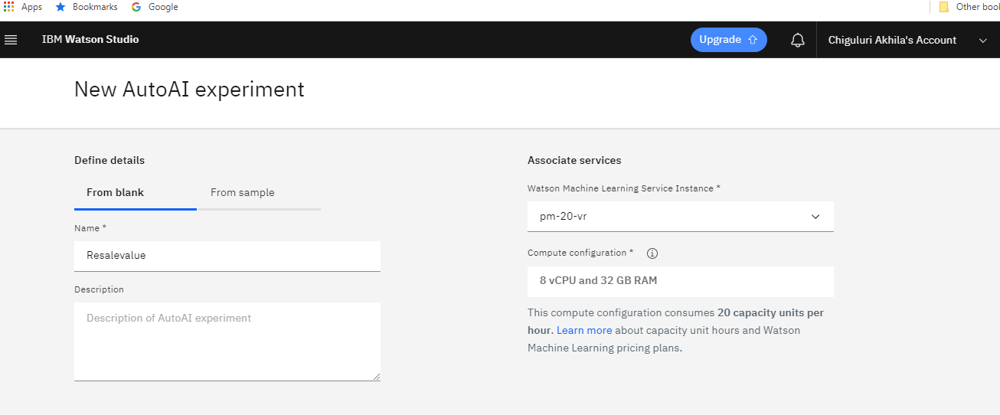 Apps Bookmarks Google Other book
IBM Watson Studio Upgrade Chiguluri Akhila's Account
New AutoAI experiment
Define details
From blank From sample
Name *
Resalevalue
Description
Description of AutoAI experiment
Associate services
Watson Machine Learning Service Instance *
pm-20-vr
Compute configuration *
8 vCPU and 32 GB RAM
This compute configuration consumes 20 capacity units per
hour. Learn more about capacity unit hours and Watson
Machine Learning pricing plans.